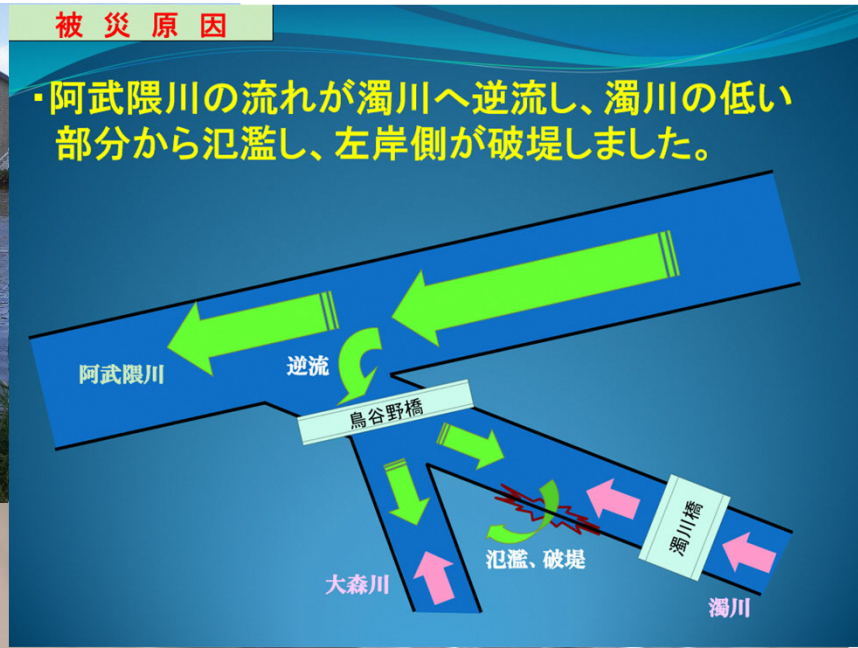 被災原因
・阿武隈川の流れが濁川へ逆流し、濁川の低い
部分から氾濫し、左岸側が破堤しました。
阿武隈川
逆流
鳥谷野橋
濁川橋
氾濫、破堤
大森川
濁川